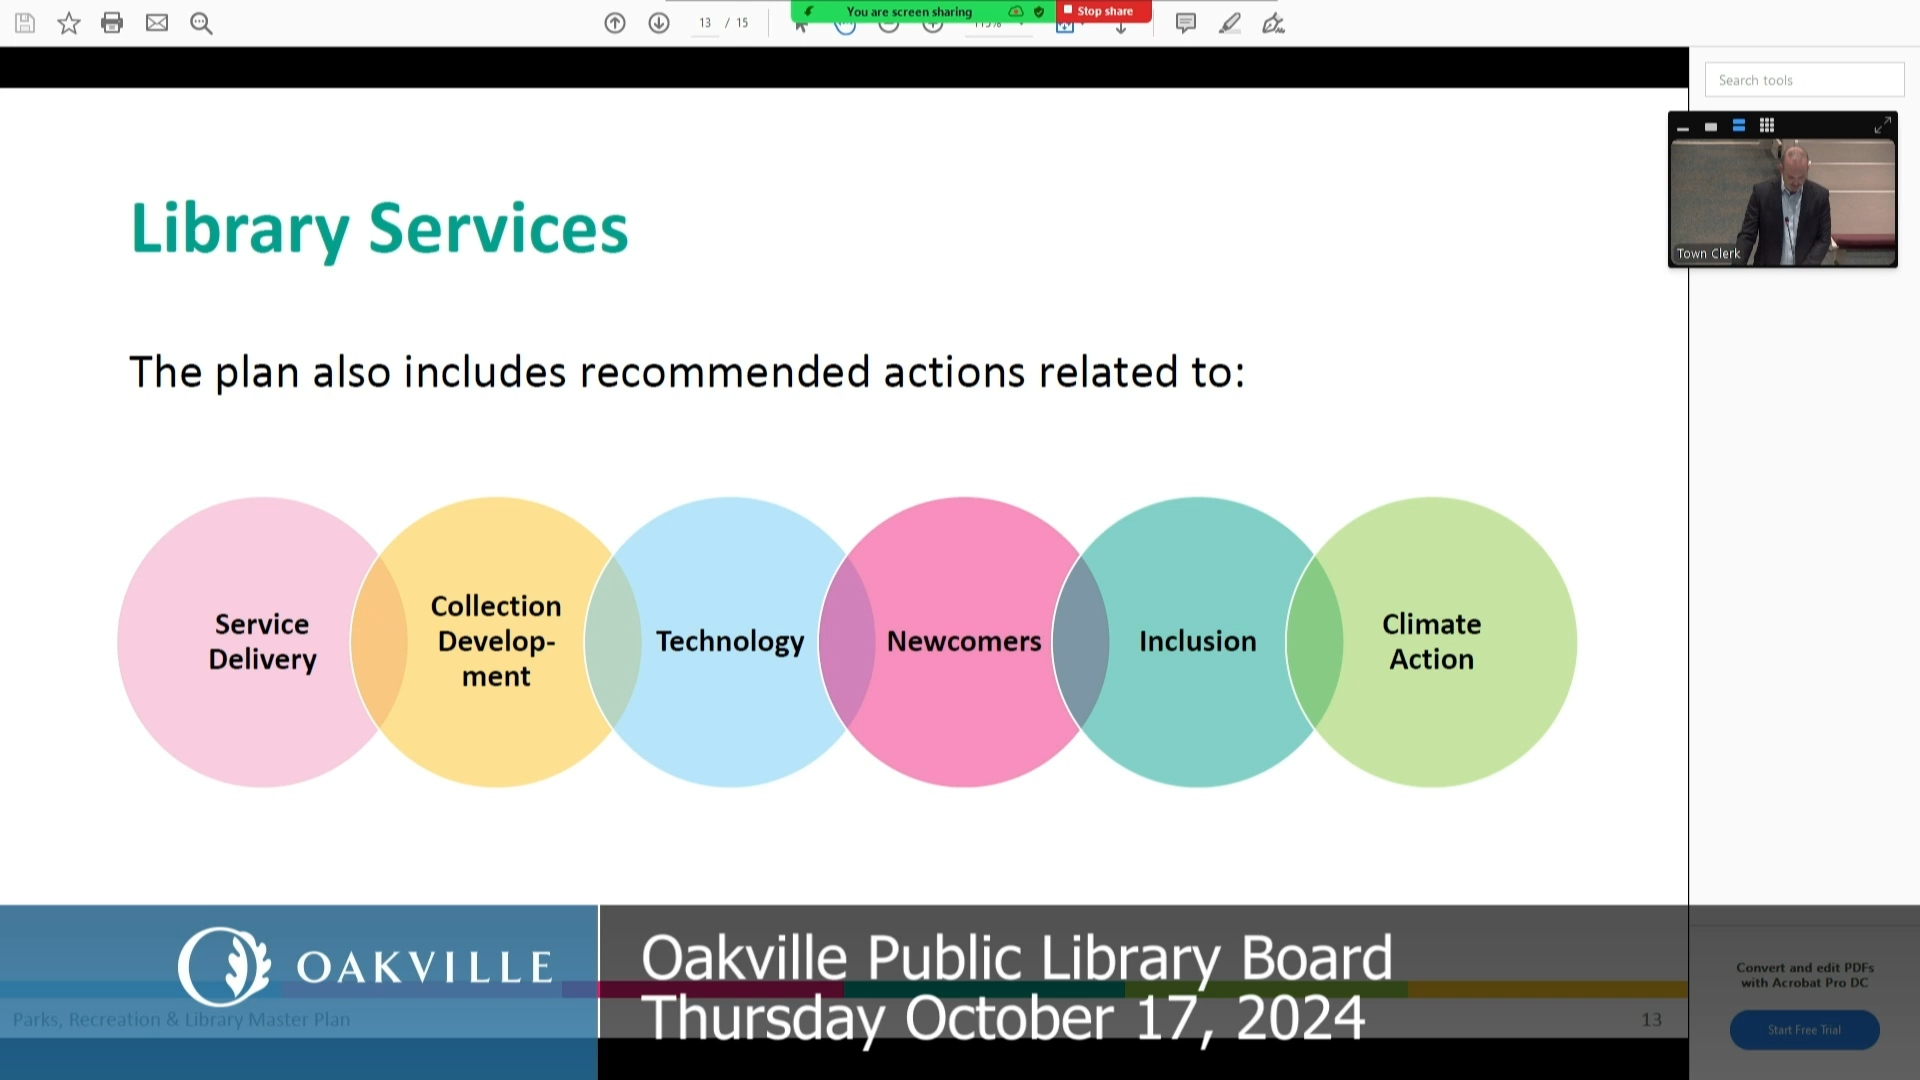 13 / 15
You are screen sharing
Stop share
Search tools
Town Clerk
Library Services
The plan also includes recommended actions related to:
Service
Delivery
Collection
Develop-
ment
Technology
Newcomers
Inclusion
Climate
Action
OAKVILLE
Oakville Public Library Board
Thursday October 17, 2024
Parks, Recreation & Library Master Plan
13
Convert and edit PDFs
with Acrobat Pro DC
Start Free Trial